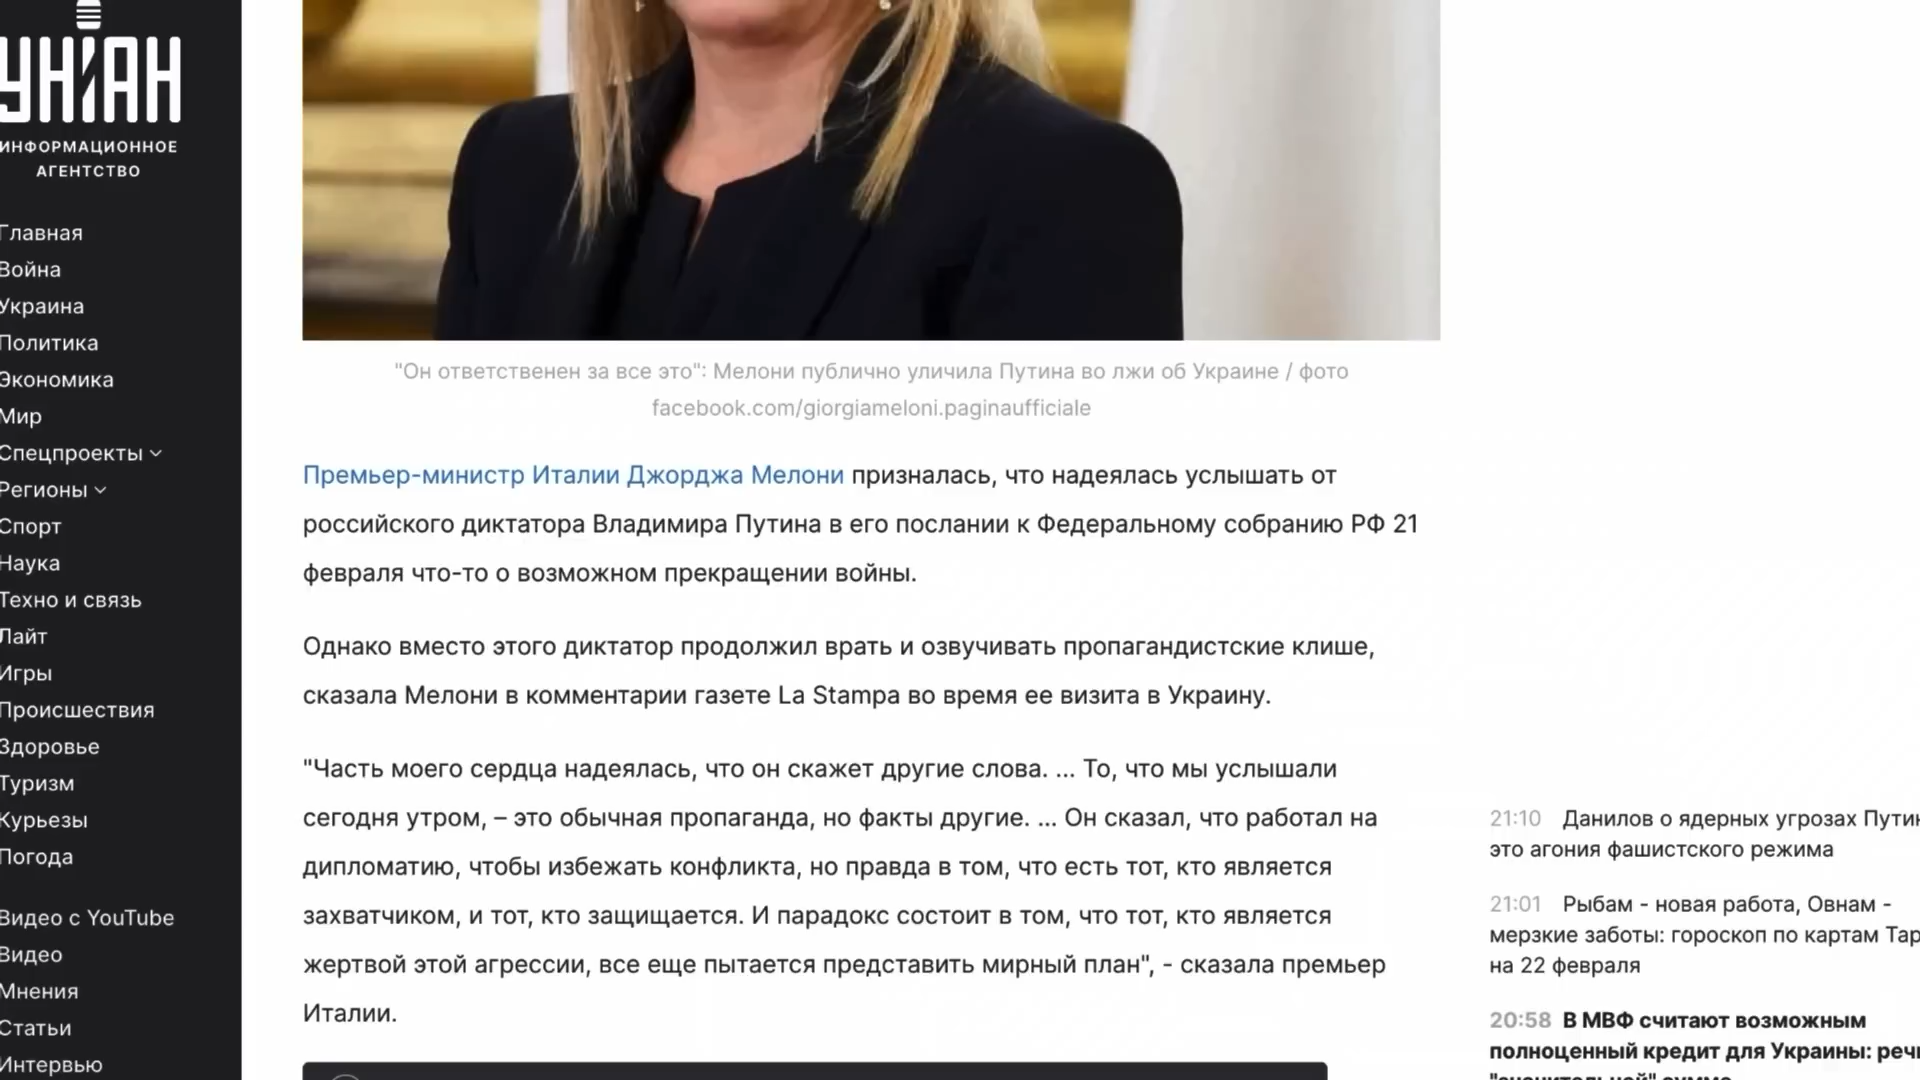 УНІАН
ИНФОРМАЦИОННОЕ
АГЕНТСТВО
Главная
Война
Украина
Политика
Экономика
Мир
Спецпроекты
Регионы
Спорт
Наука
Техно и связь
Лайт
Игры
Происшествия
Здоровье
Туризм
Курьезы
Погода
Видео с YouTube
Видео
Мнения
Статьи
Интервью
"Он ответственен за все это": Мелони публично уличила Путина во лжи об Украине / фото
facebook.com/giorgiameloni.paginaufficiale
Премьер-министр Италии Джорджа Мелони призналась, что надеялась услышать от
российского диктатора Владимира Путина в его послании к Федеральному собранию РФ 21
февраля что-то о возможном прекращении войны.
Однако вместо этого диктатор продолжил врать и озвучивать пропагандистские клише,
сказала Мелони в комментарии газете La Stampa во время ее визита в Украину.
"Часть моего сердца надеялась, что он скажет другие слова. ... То, что мы услышали
сегодня утром, – это обычная пропаганда, но факты другие. ... Он сказал, что работал на
дипломатию, чтобы избежать конфликта, но правда в том, что есть тот, кто является
захватчиком, и тот, кто защищается. И парадокс состоит в том, что тот, кто является
жертвой этой агрессии, все еще пытается представить мирный план", - сказала премьер
Италии.
21:10 Данилов о ядерных угрозах
это агония фашистского режима
21:01 Рыбам - новая работа, Овнам -
мерзкие заботы: гороскоп по картам
на 22 февраля
20:58 В МВФ считают возможным
полноценный кредит для Украины: